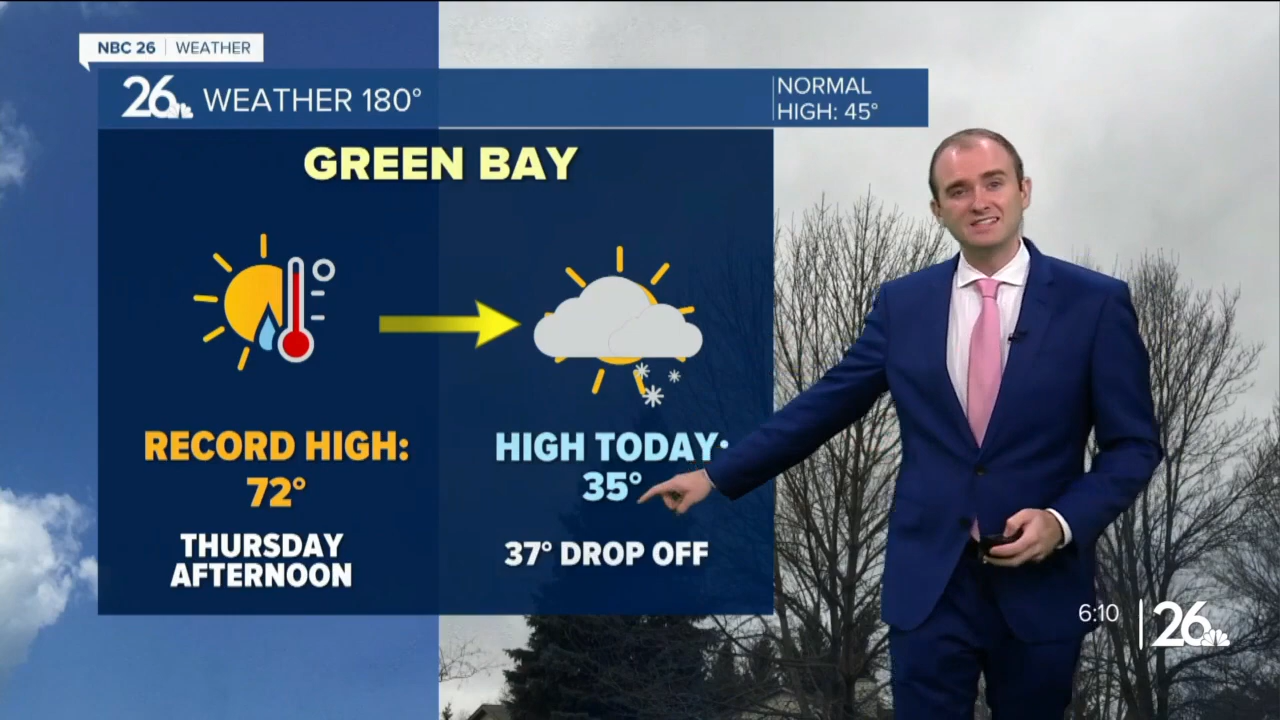 NBC 26 | WEATHER
26 WEATHER 180°
NORMAL
HIGH: 45°
GREEN BAY
RECORD HIGH:
72°
THURSDAY
AFTERNOON
HIGH TODAY:
35°
37° DROP OFF
6:10 | 26